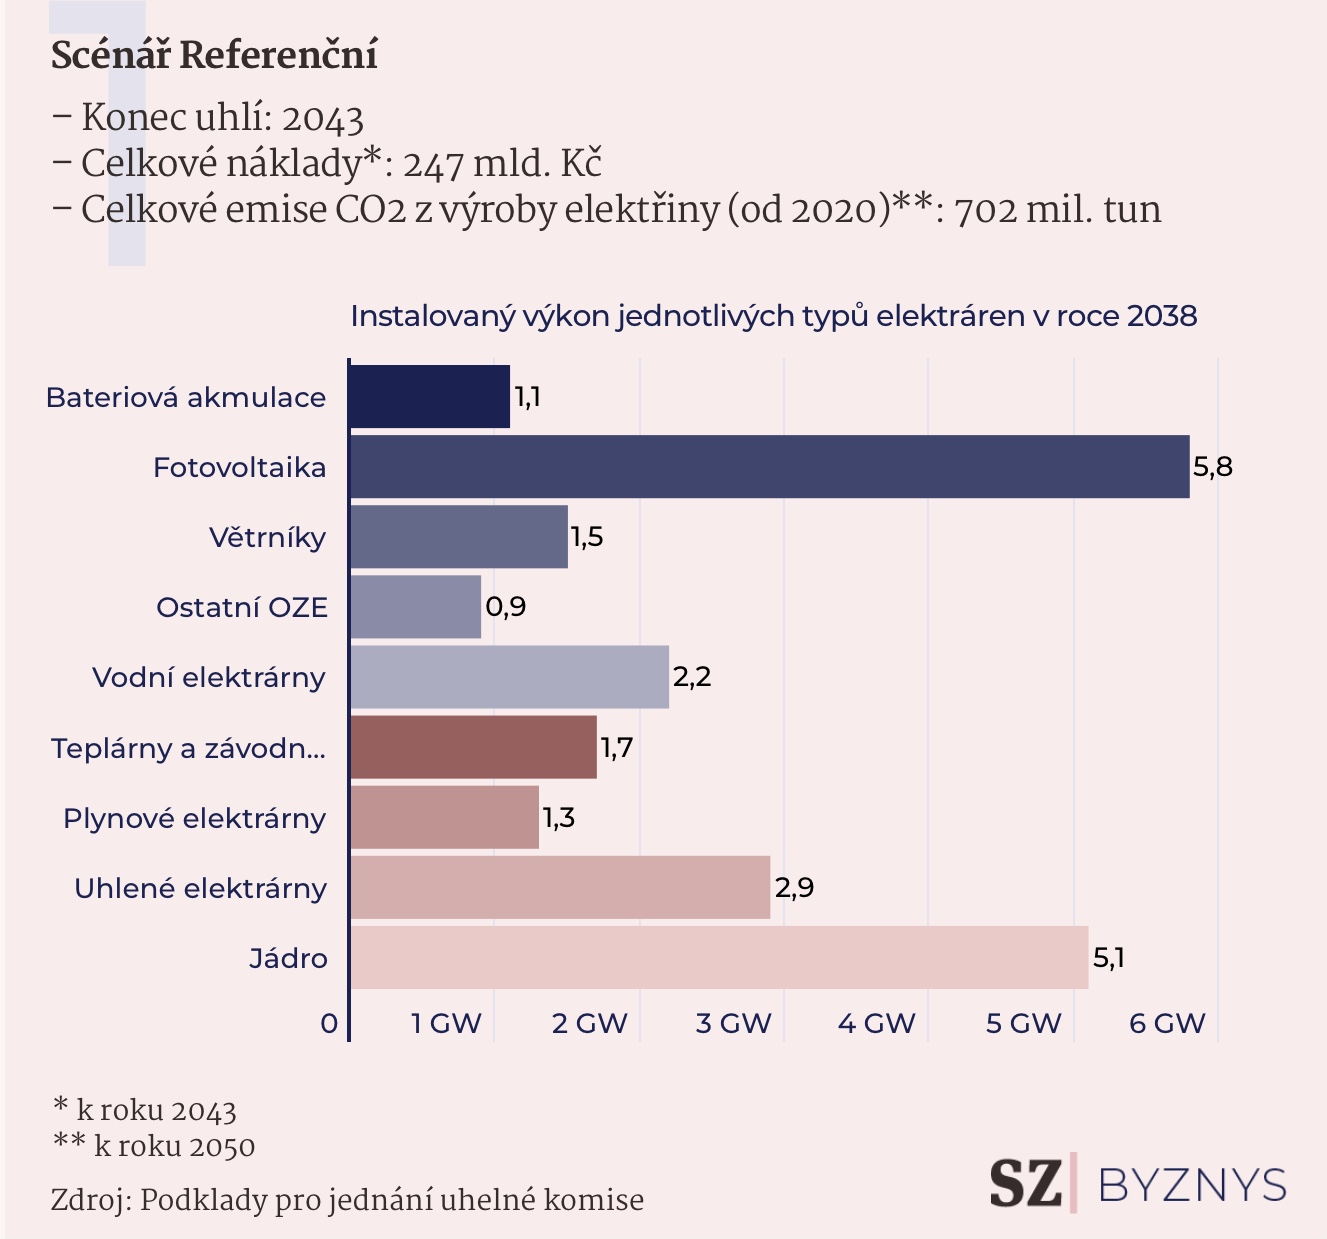 1
Scénář Referenční
– Konec uhlí: 2043
– Celkové náklady*: 247 mld. Kč
– Celkové emise CO2 z výroby elektřiny (od 2020)**: 702 mil. tun
Instalovaný výkon jednotlivých typů elektráren v roce 2038
Bateriová akmulace 1,1
Fotovoltaika 5,8
Větrníky 1,5
Ostatní OZE 0,9
Vodní elektrárny 2,2
Teplárny a závodn... 1,7
Plynové elektrárny 1,3
Uhlené elektrárny 2,9
Jádro 5,1
0 1 GW 2 GW 3 GW 4 GW 5 GW 6 GW
* k roku 2043
** k roku 2050
Zdroj: Podklady pro jednání uhelné komise
SZ BYZNYS